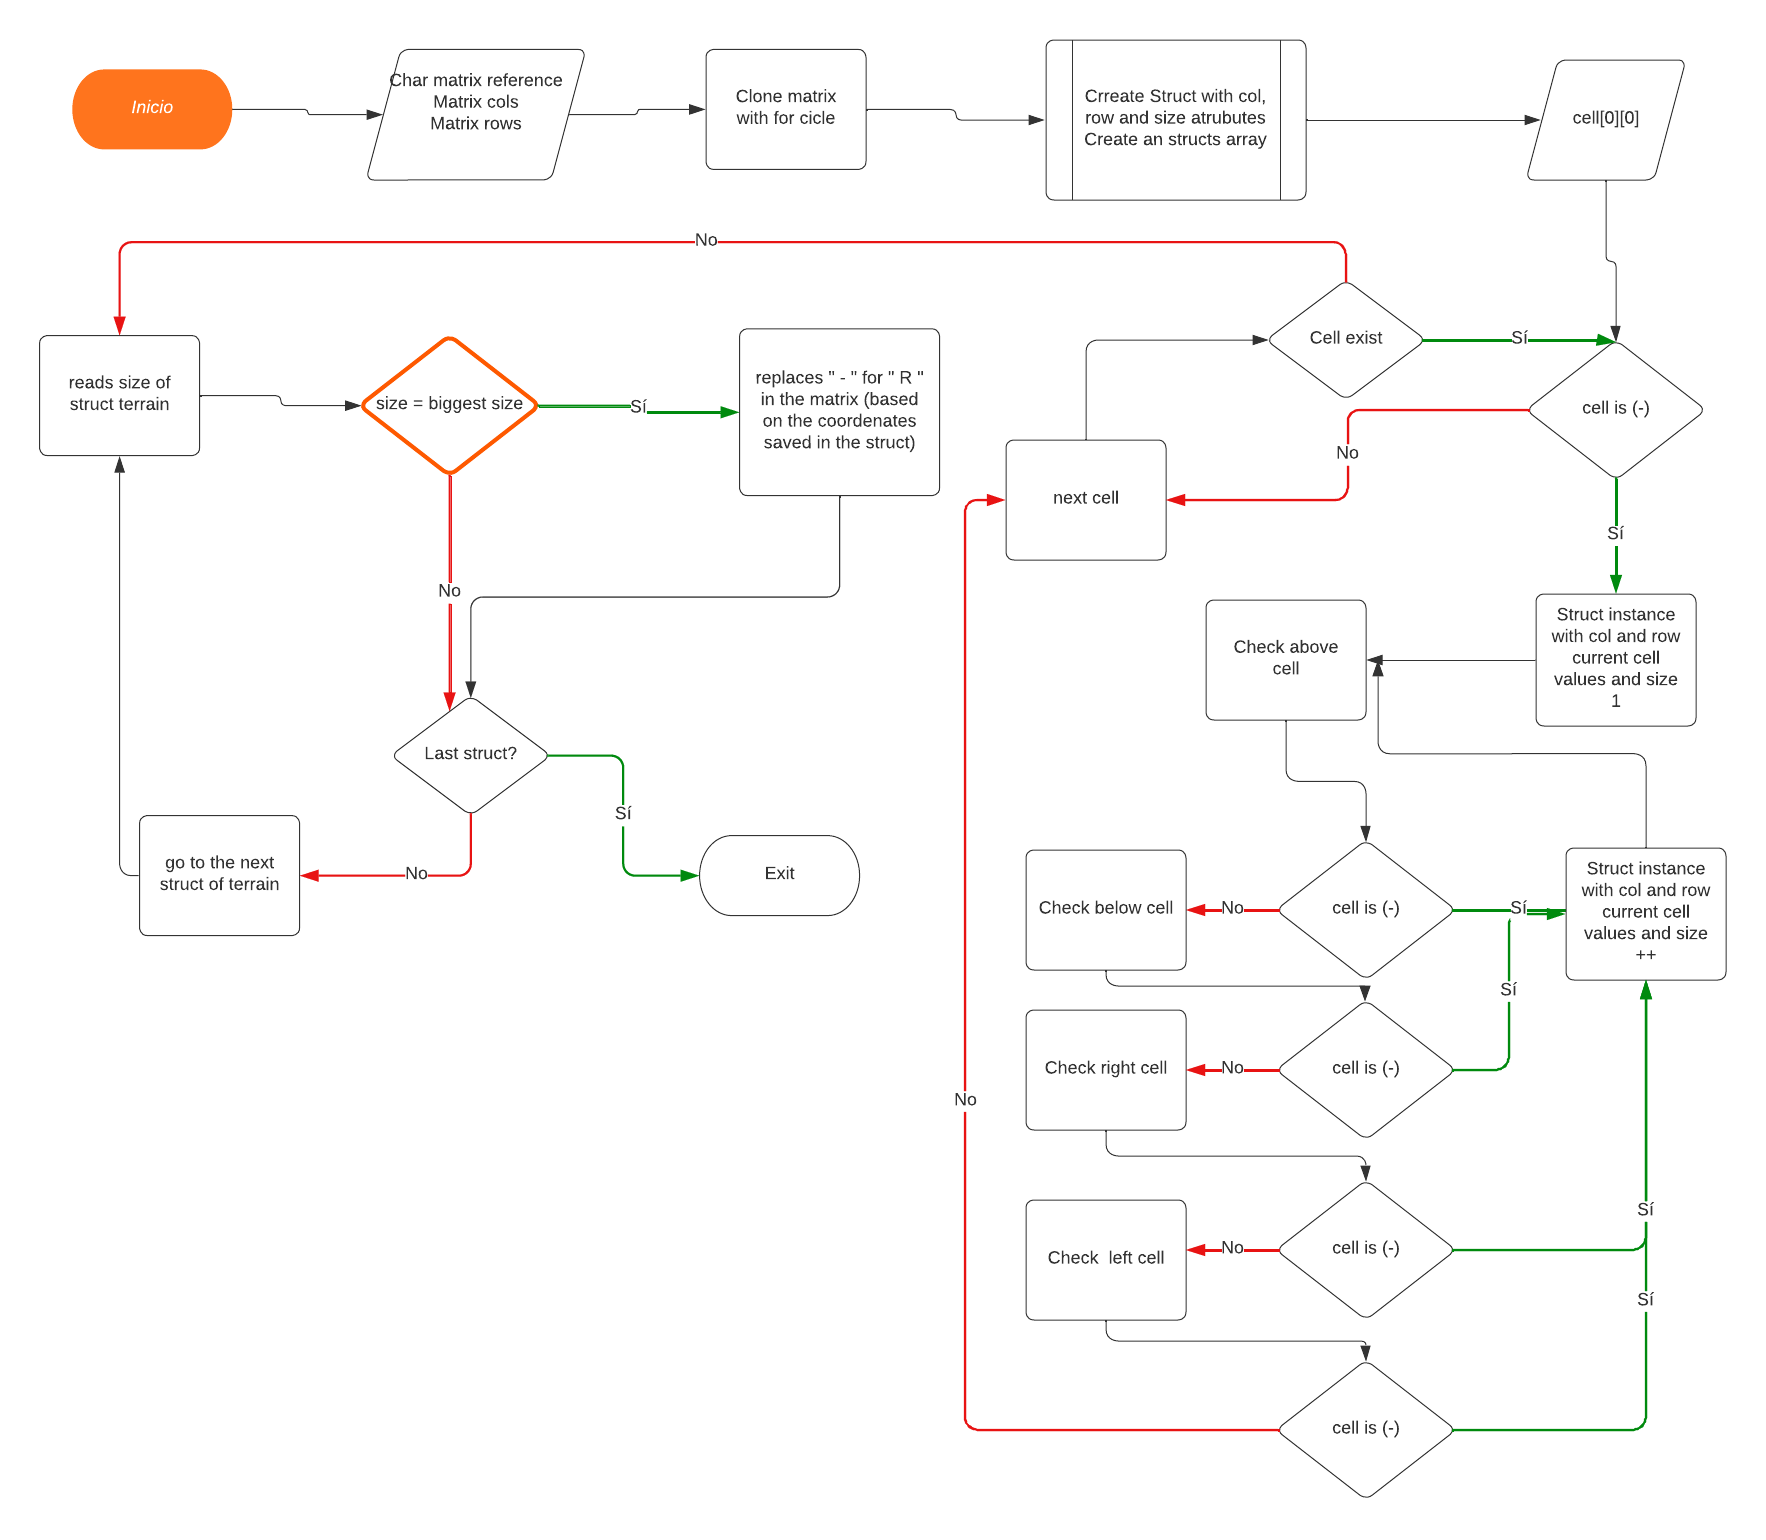 Inicio
Char matrix reference
Matrix cols
Matrix rows
Clone matrix
with for cicle
Crreate Struct with col,
row and size atrubutes
Create an structs array
cell[0][0]
No
Cell exist
Sí
cell is (-)
No
next cell
Sí
reads size of
struct terrain
size = biggest size
Sí
replaces " - " for " R "
in the matrix (based
on the coordenates
saved in the struct)
No
Last struct?
Sí
No
go to the next
struct of terrain
Exit
Struct instance
with col and row
current cell
values and size
1
Check above
cell
cell is (-)
No
Check below cell
Sí
Struct instance
with col and row
current cell
values and size
++
cell is (-)
No
Check right cell
Sí
cell is (-)
No
Check  left cell
Sí
cell is (-)
Sí
No